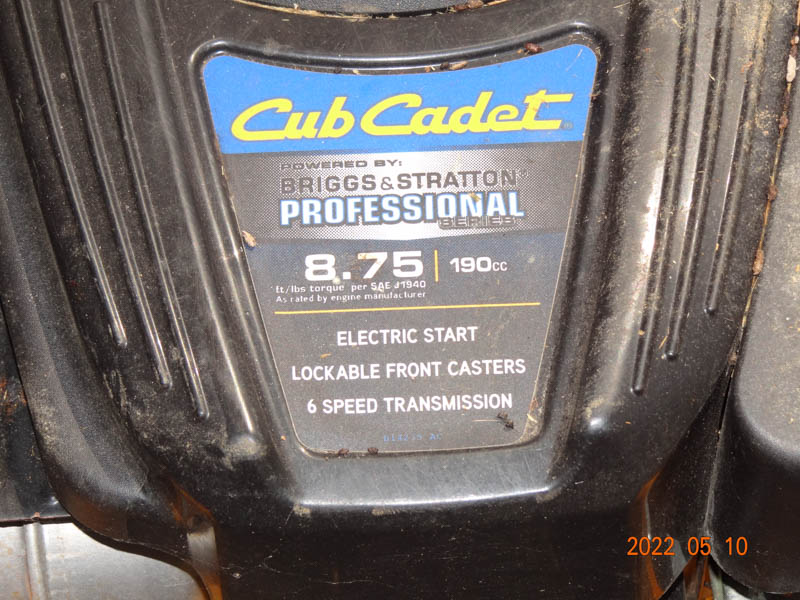 Cub Cadet
POWERED BY:
BRIGGS & STRATTON®
PROFESSIONAL
SERIES
8.75 | 190cc
ft/lbs torque per SAE J1940
As rated by engine manufacturer
ELECTRIC START
LOCKABLE FRONT CASTERS
6 SPEED TRANSMISSION
2022 05 10